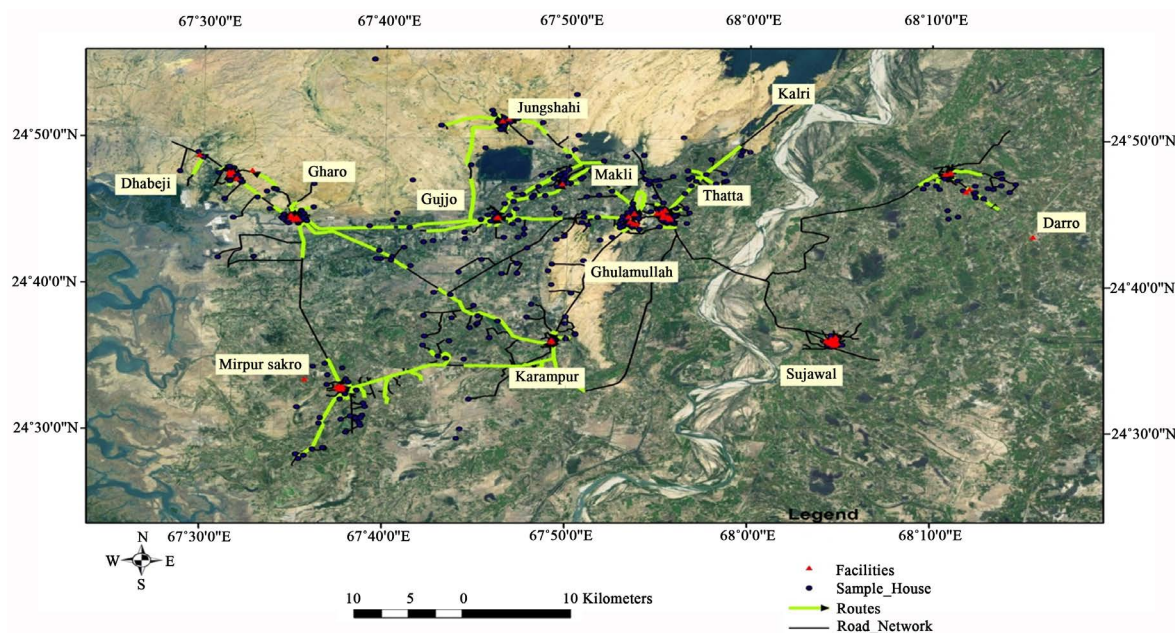 67°30'0"E 67°40'0"E 67°50'0"E 68°0'0"E 68°10'0"E
Kalri
Jungshahi
24°50'0"N 24°50'0"N
Dhabeji
Gharo
Makli
Gujjo
Thatta
Darro
Ghulamullah
24°40'0"N 24°40'0"N
Mirpur sakro
Karampur
Sujawal
24°30'0"N 24°30'0"N
Legend
67°30'0"E 67°40'0"E 67°50'0"E 68°0'0"E 68°10'0"E
N
W E
S
Facilities
Sample_House
10 5 0 10 Kilometers
Routes
Road_Network